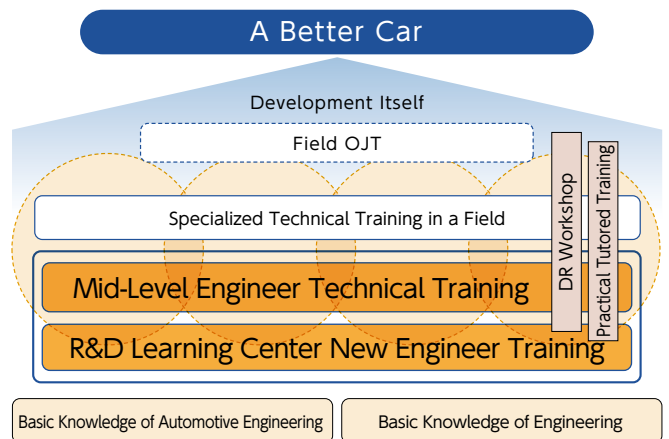 A Better Car
Development Itself
Field OJT
Specialized Technical Training in a Field
DR Workshop
Practical Tutored Training
Mid-Level Engineer Technical Training
R&D Learning Center New Engineer Training
Basic Knowledge of Automotive Engineering
Basic Knowledge of Engineering